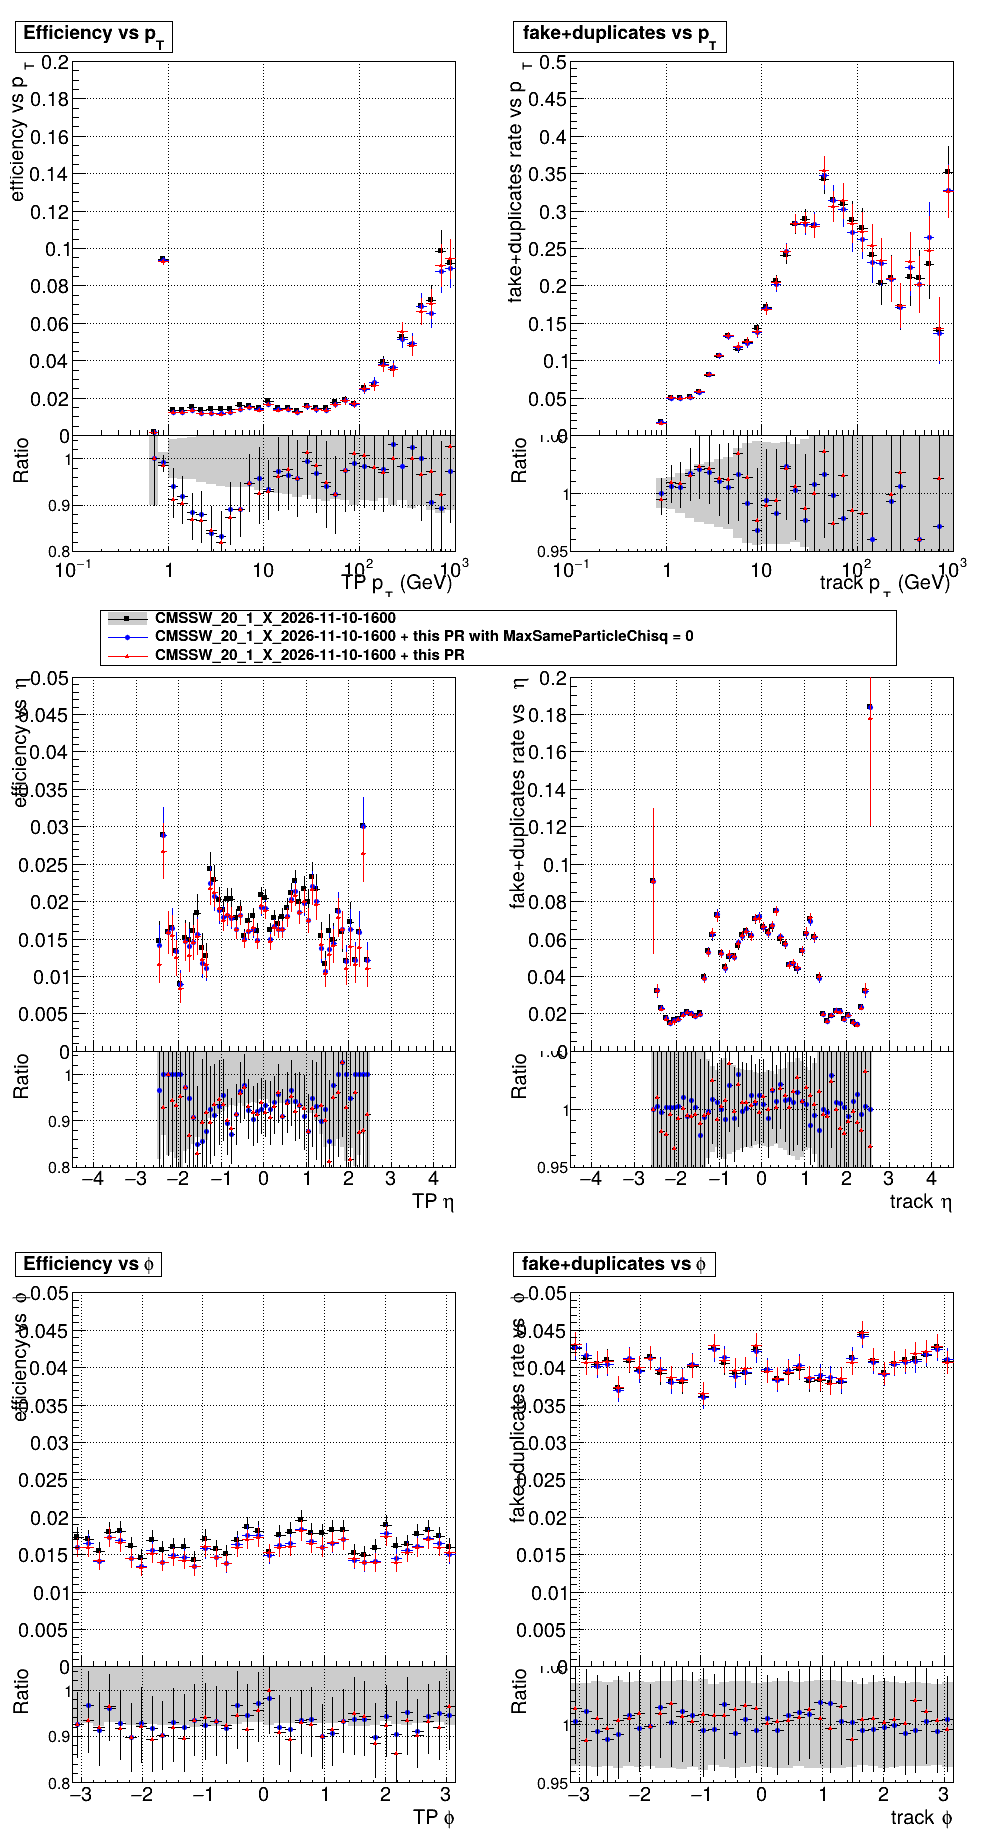 Efficiency vs p_T
fake+duplicates vs p_T
efficiency vs p_T
0.2
0.18
0.16
0.14
0.12
0.1
0.08
0.06
0.04
0.02
0
fake+duplicates rate vs p_T
0.5
0.45
0.4
0.35
0.3
0.25
0.2
0.15
0.1
0.05
0
Ratio
1
0.9
0.8
Ratio
1
0.95
10⁻¹ 1 10 10² 10³
TP p_T (GeV)
10⁻¹ 1 10 10² 10³
track p_T (GeV)
CMSSW_20_1_X_2026-11-10-1600
CMSSW_20_1_X_2026-11-10-1600 + this PR with MaxSameParticleChisq = 0
CMSSW_20_1_X_2026-11-10-1600 + this PR
efficiency vs η
0.05
0.045
0.04
0.035
0.03
0.025
0.02
0.015
0.01
0.005
0
fake+duplicates rate vs η
0.2
0.18
0.16
0.14
0.12
0.1
0.08
0.06
0.04
0.02
0
Ratio
1
0.9
0.8
Ratio
1
0.95
−4 −3 −2 −1 0 1 2 3 4
TP η
−4 −3 −2 −1 0 1 2 3 4
track η
Efficiency vs ϕ
fake+duplicates vs ϕ
efficiency vs ϕ
0.05
0.045
0.04
0.035
0.03
0.025
0.02
0.015
0.01
0.005
0
fake+duplicates rate vs ϕ
0.05
0.045
0.04
0.035
0.03
0.025
0.02
0.015
0.01
0.005
0
Ratio
1
0.9
0.8
Ratio
1
0.95
−3 −2 −1 0 1 2 3
TP ϕ
−3 −2 −1 0 1 2 3
track ϕ